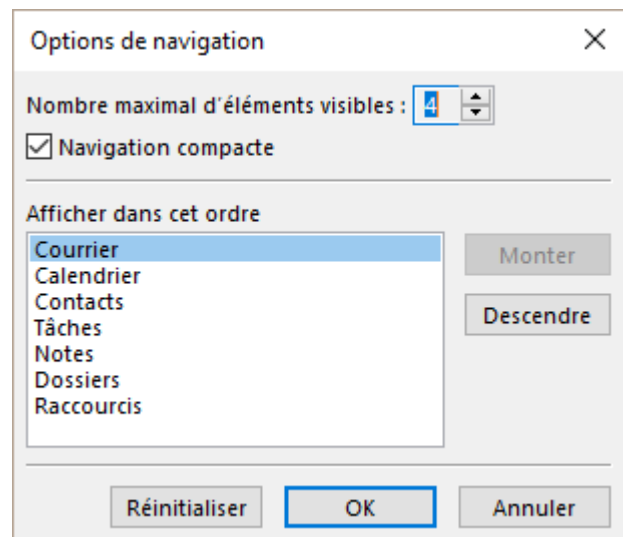 Options de navigation
Nombre maximal d'éléments visibles : 4
Navigation compacte
Afficher dans cet ordre
Courrier
Calendrier
Contacts
Tâches
Notes
Dossiers
Raccourcis
Monter
Descendre
Réinitialiser OK Annuler